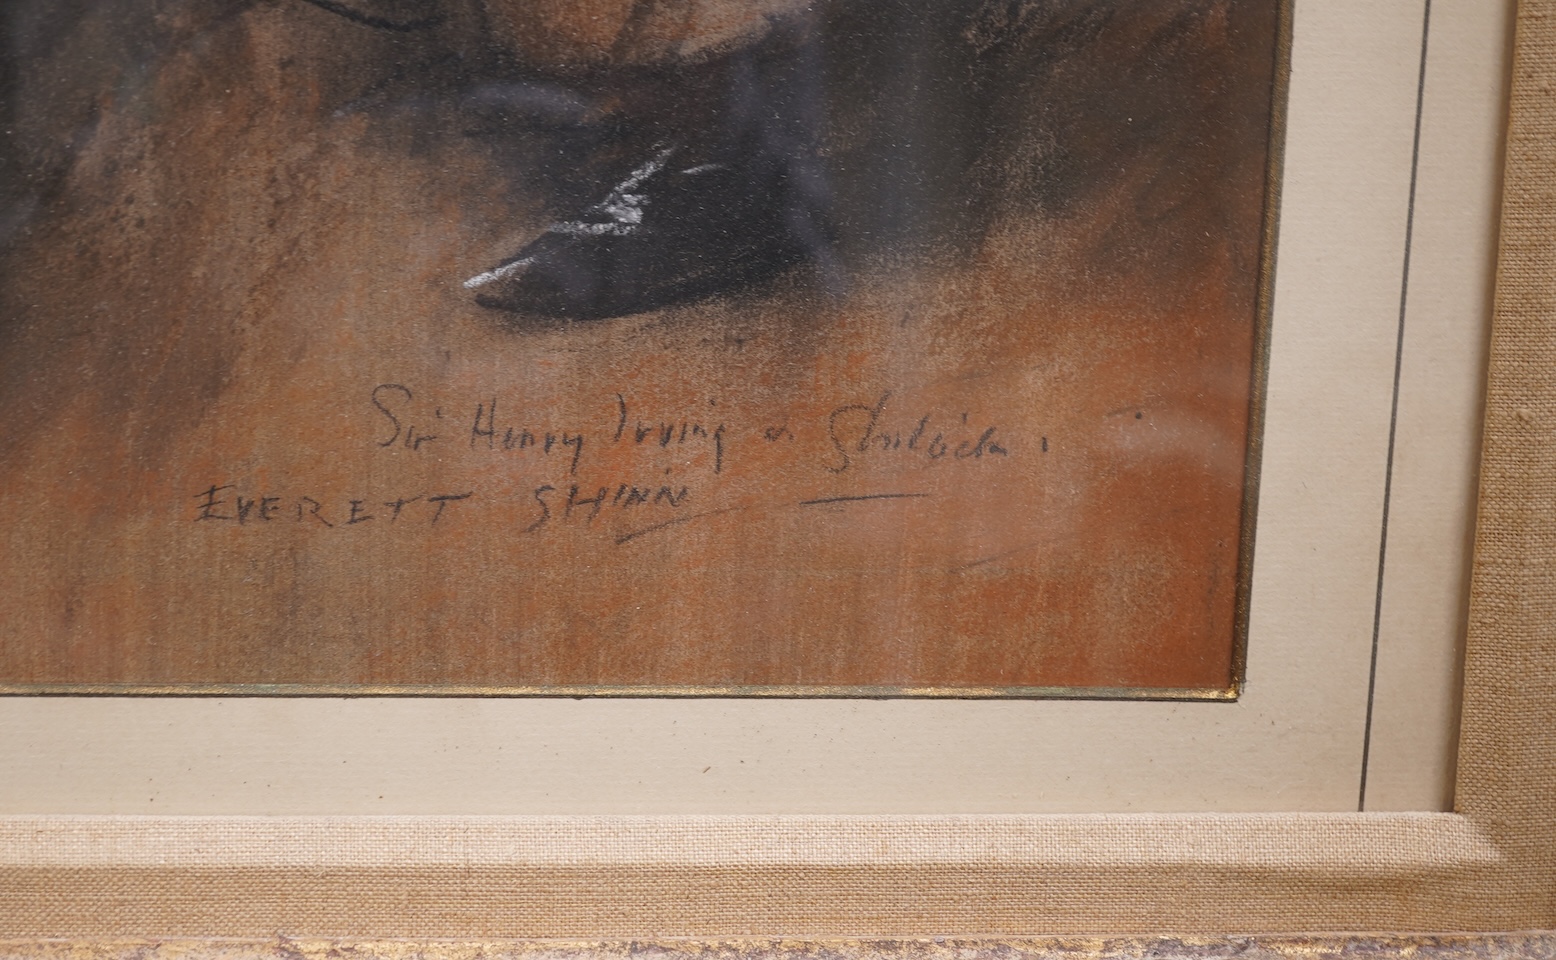 Sir Henry Irving as Shylock.
EVERETT SHINN